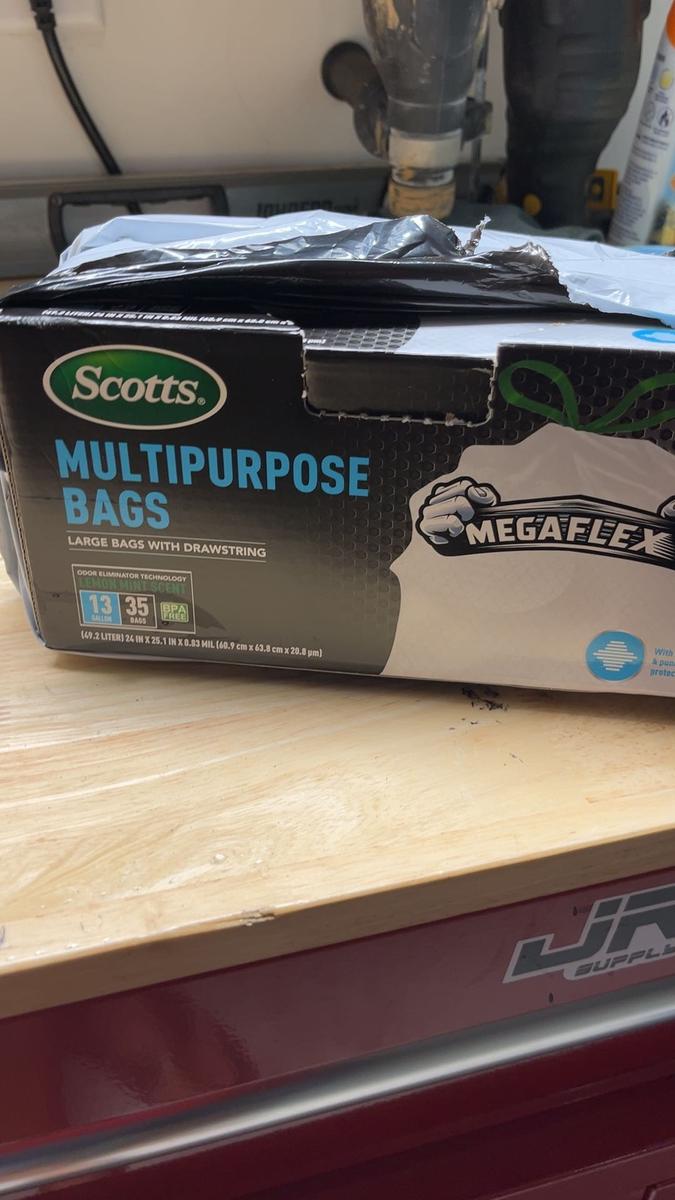 Scotts®
MULTIPURPOSE
BAGS
LARGE BAGS WITH DRAWSTRING
MEGAFLEX
ODOR ELIMINATOR TECHNOLOGY
LEMON MINT SCENT
13
GALLON
35
BAGS
BPA
FREE
(49.2 LITER) 24 IN X 25.1 IN X 0.83 MIL (60.9 cm x 63.8 cm x 20.8 µm)
With
JR
SUPPLY